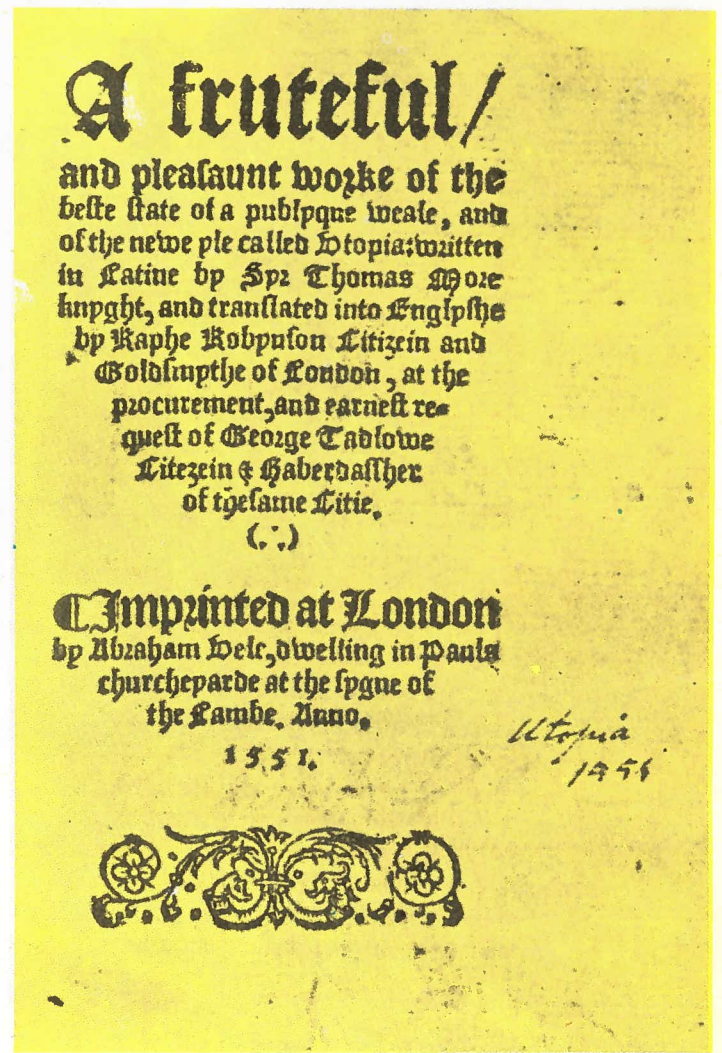 A fruteful/
and pleaſaunt worke of the
beſte ſtate of a publyque weale, and
of the newe yle called Utopia: written
in Latine by Syr Thomas More
knyght, and tranſlated into Englyſhe
by Raphe Robynſon Citizein and
Goldſmythe of London, at the
procurement, and earneſt re-
queſt of George Tadlowe
Citezein & Haberdaſſher
of theſame Citie.
(.·.)
¶Imprinted at London
by Abraham Vele, dwelling in Pauls
churcheyarde at the ſygne of
the Lambe. Anno.
1551.
Utopia